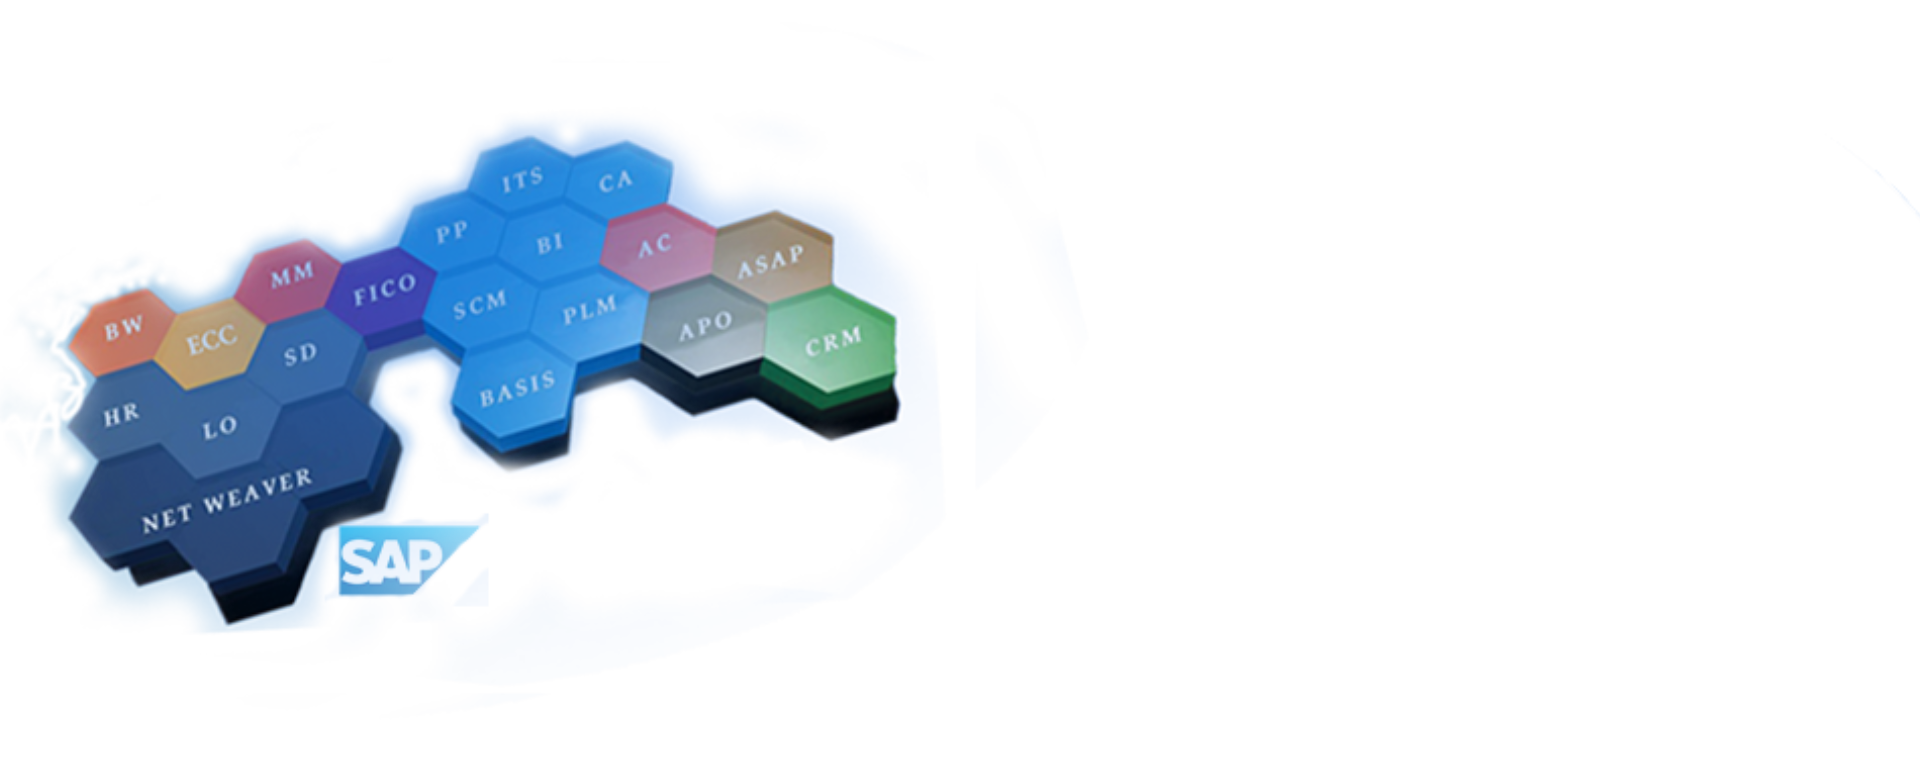 ITS
CA
PP
BI
AC
ASAP
MM
FICO
SCM
PLM
APO
CRM
BW
ECC
SD
BASIS
HR
LO
NET WEAVER
SAP